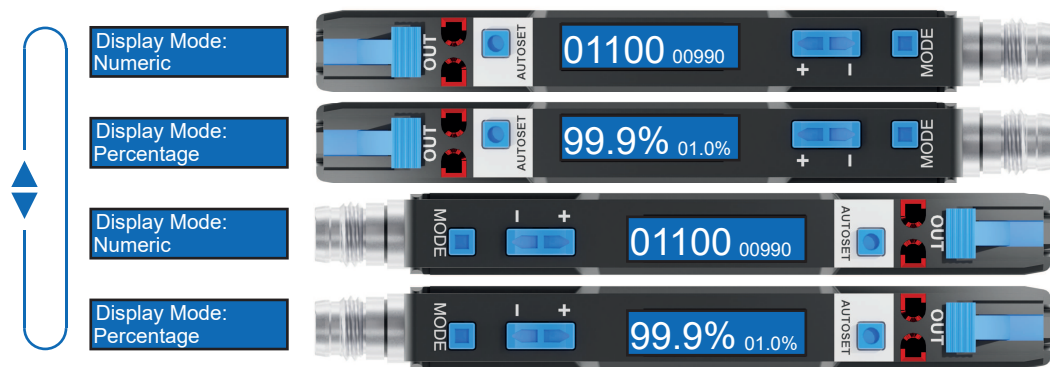 Display Mode:
Numeric
OUT
AUTOSET
01100 00990
+ −
MODE
Display Mode:
Percentage
OUT
AUTOSET
99.9% 01.0%
+ −
MODE
Display Mode:
Numeric
MODE
− +
01100 00990
AUTOSET
OUT
Display Mode:
Percentage
MODE
− +
99.9% 01.0%
AUTOSET
OUT